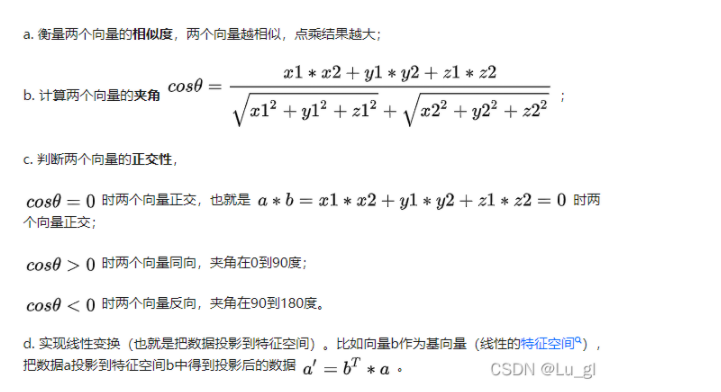 a. 衡量两个向量的相似度，两个向量越相似，点乘结果越大；
b. 计算两个向量的夹角 cosθ = \frac{x1 * x2 + y1 * y2 + z1 * z2}{\sqrt{x1^2 + y1^2 + z1^2} + \sqrt{x2^2 + y2^2 + z2^2}} ；
c. 判断两个向量的正交性，
cosθ = 0 时两个向量正交，也就是 a * b = x1 * x2 + y1 * y2 + z1 * z2 = 0 时两
个向量正交；
cosθ > 0 时两个向量同向，夹角在0到90度；
cosθ < 0 时两个向量反向，夹角在90到180度。
d. 实现线性变换（也就是把数据投影到特征空间）。比如向量b作为基向量（线性的特征空间），
把数据a投影到特征空间b中得到投影后的数据 a′ = b^T * a 。
CSDN @Lu_gl